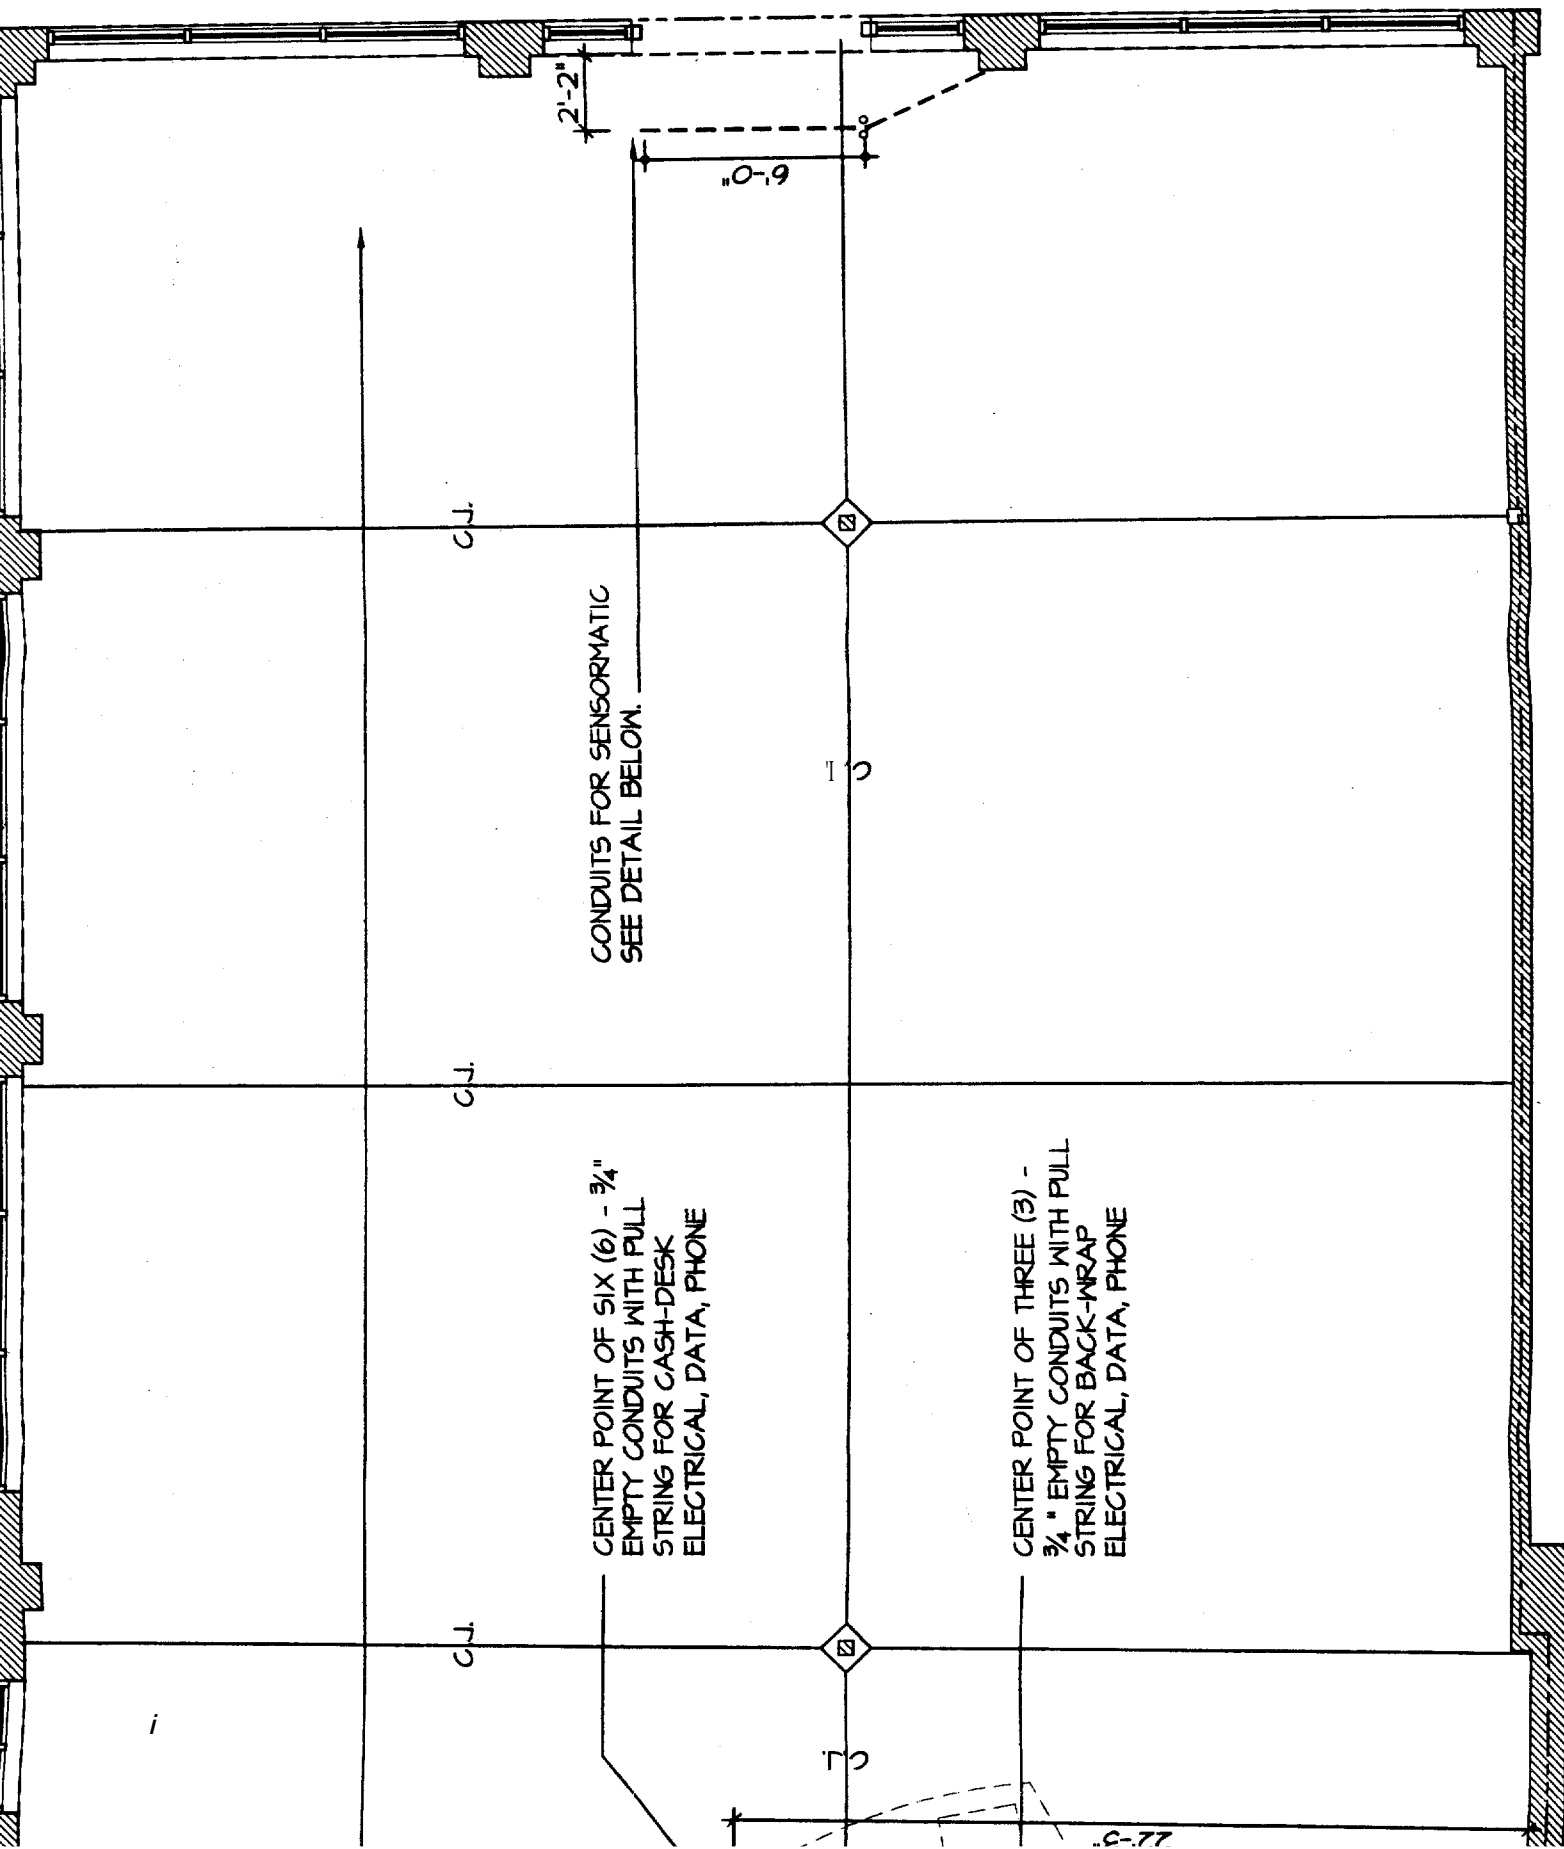 2'-2"
6'-0"
C.J.
CONDUITS FOR SENSORMATIC
SEE DETAIL BELOW.
C.J.
CENTER POINT OF SIX (6) - 3/4"
EMPTY CONDUITS WITH PULL
STRING FOR CASH-DESK
ELECTRICAL, DATA, PHONE
CENTER POINT OF THREE (3) -
3/4" EMPTY CONDUITS WITH PULL
STRING FOR BACK-WRAP
ELECTRICAL, DATA, PHONE
C.J.
i
C.J.